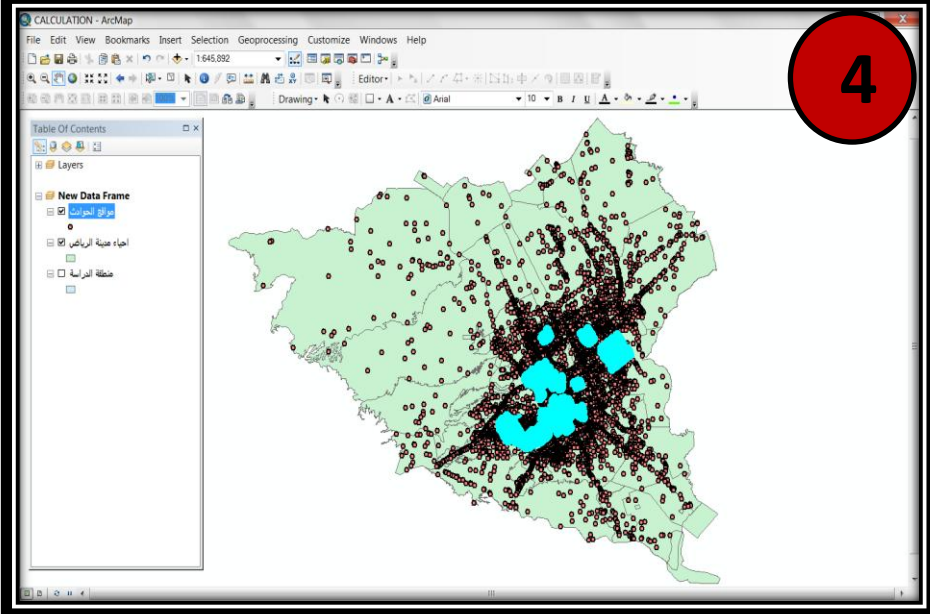 CALCULATION - ArcMap
File Edit View Bookmarks Insert Selection Geoprocessing Customize Windows Help
1:645,892
Editor
Drawing Arial 10 B I U A
4
Table Of Contents
Layers
New Data Frame
مواقع الحوادث
احياء مدينة الرياض
منطقة الدراسة